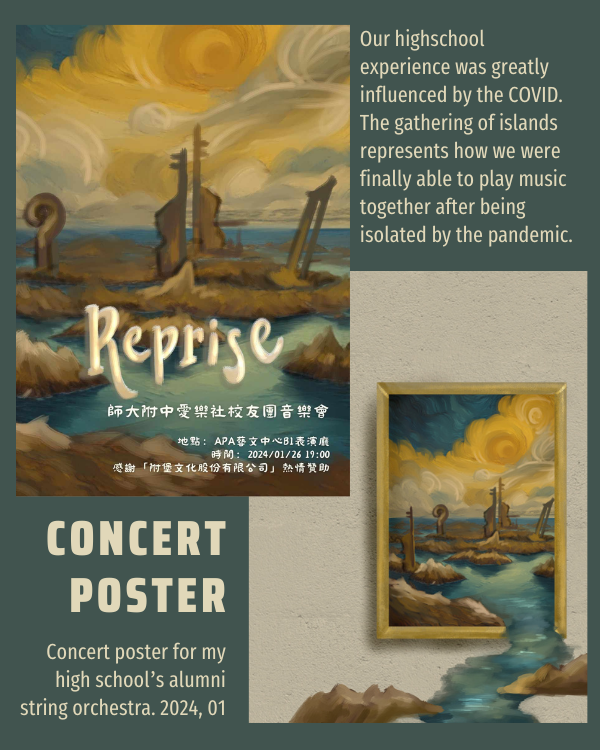 Our highschool
experience was greatly
influenced by the COVID.
The gathering of islands
represents how we were
finally able to play music
together after being
isolated by the pandemic.
Reprise
師大附中愛樂社校友團音樂會
地點: APA藝文中心B1表演廳
時間: 2024/01/26 19:00
感謝「附堡文化股份有限公司」熱情贊助
CONCERT
POSTER
Concert poster for my
high school's alumni
string orchestra. 2024, 01